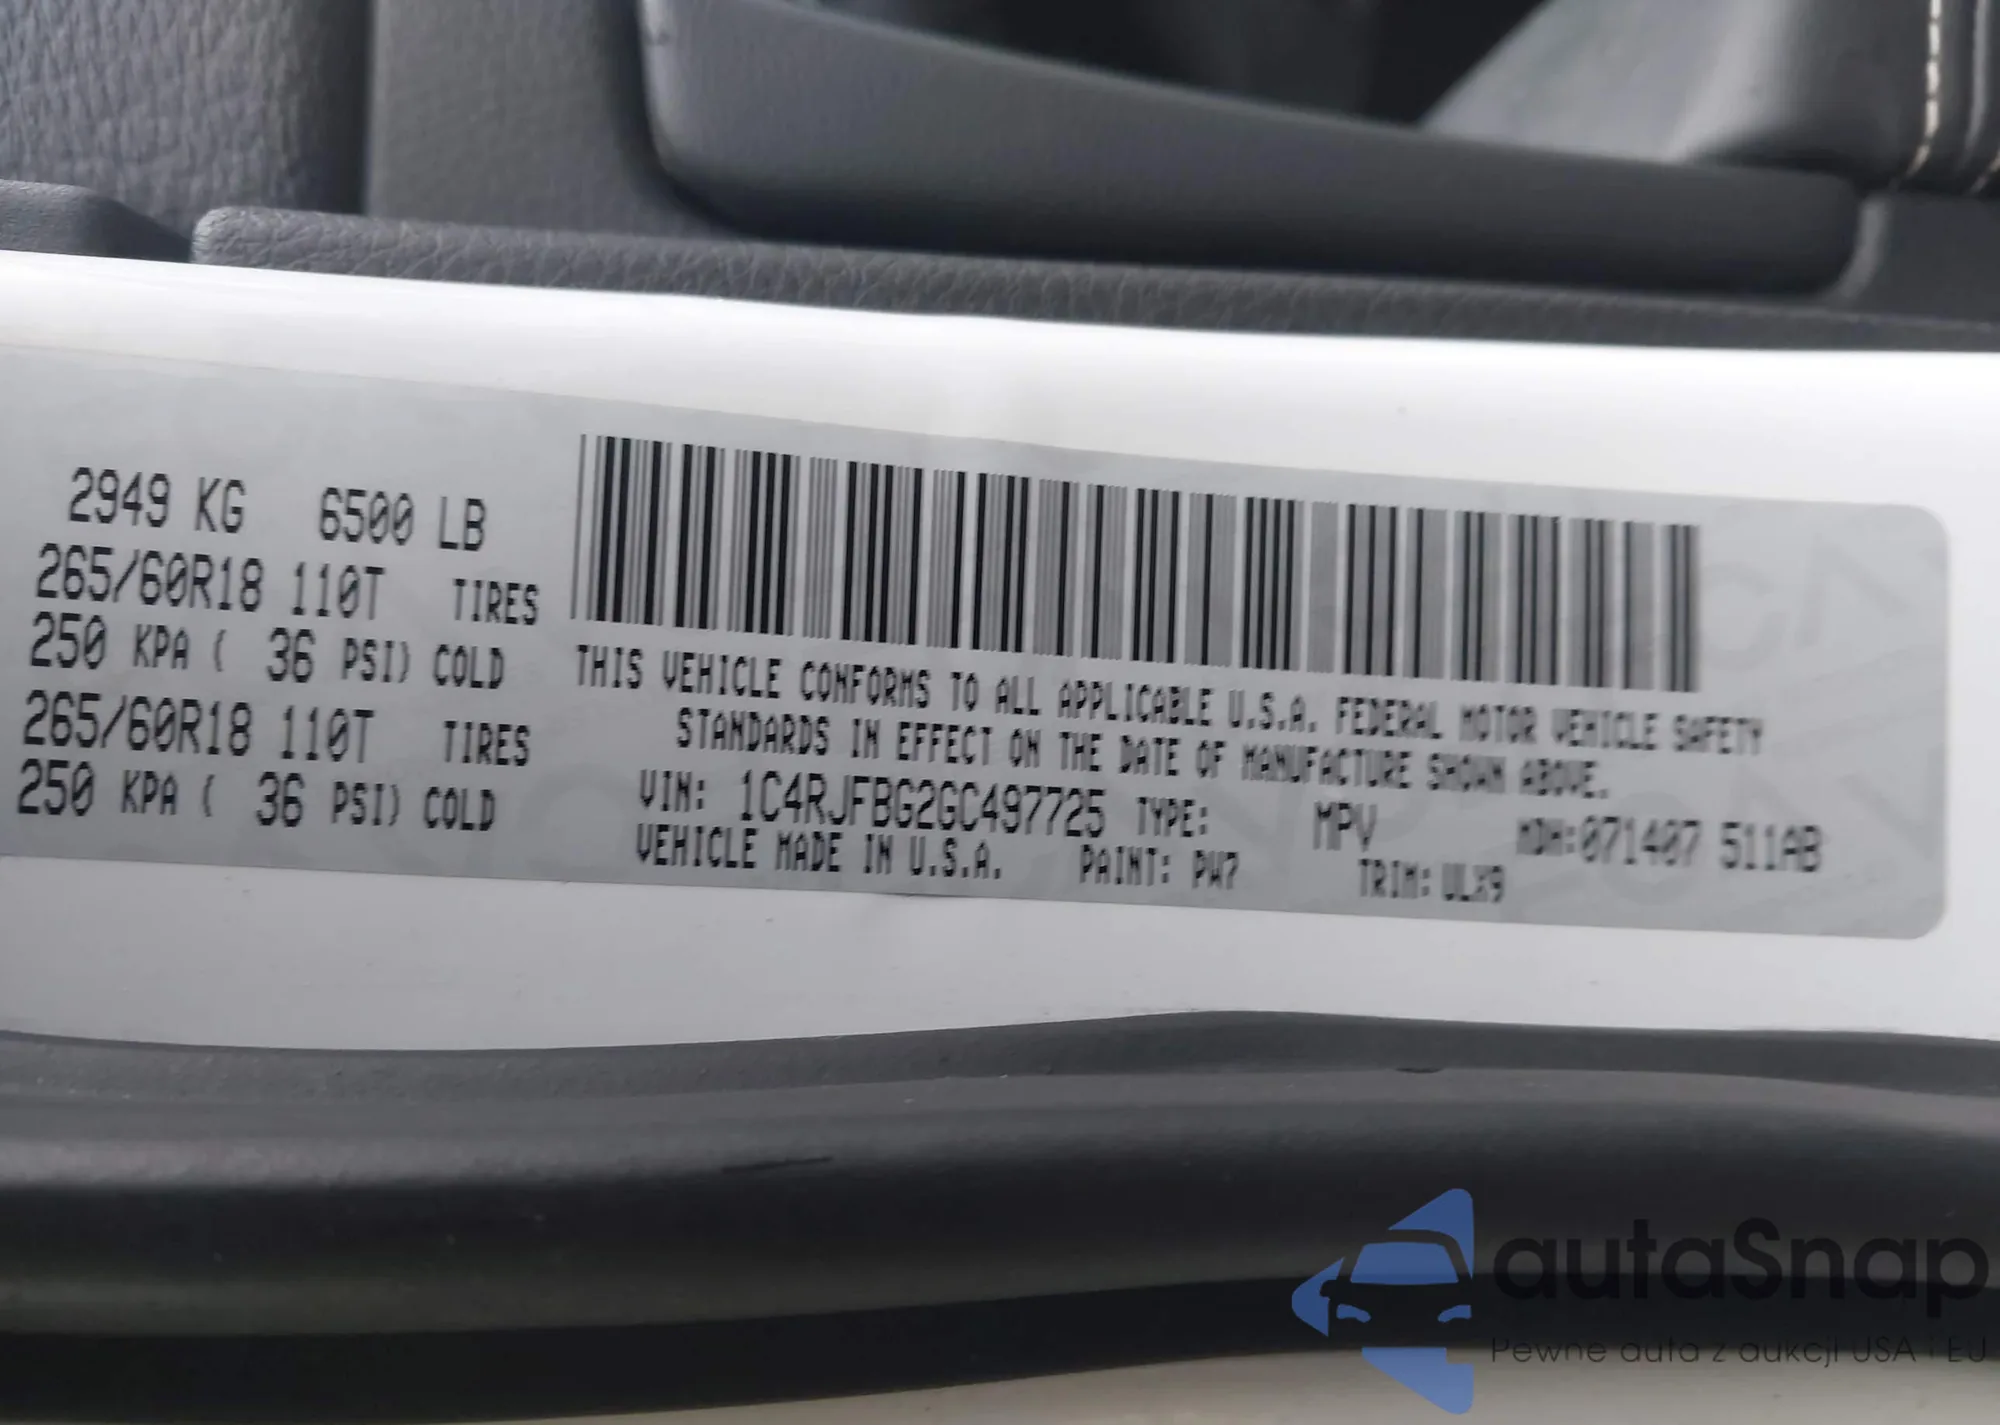 2949 KG 6500 LB
265/60R18 110T TIRES
250 KPA ( 36 PSI) COLD
265/60R18 110T TIRES
250 KPA ( 36 PSI) COLD
THIS VEHICLE CONFORMS TO ALL APPLICABLE U.S.A. FEDERAL MOTOR VEHICLE SAFETY
STANDARDS IN EFFECT ON THE DATE OF MANUFACTURE SHOWN ABOVE.
VIN: 1C4RJFBG2GC497725 TYPE: MPV MDH:071407 511AB
VEHICLE MADE IN U.S.A. PAINT: PW7 TRIM: ULX9
autaSnap
Pewne auta z aukcji USA i EU